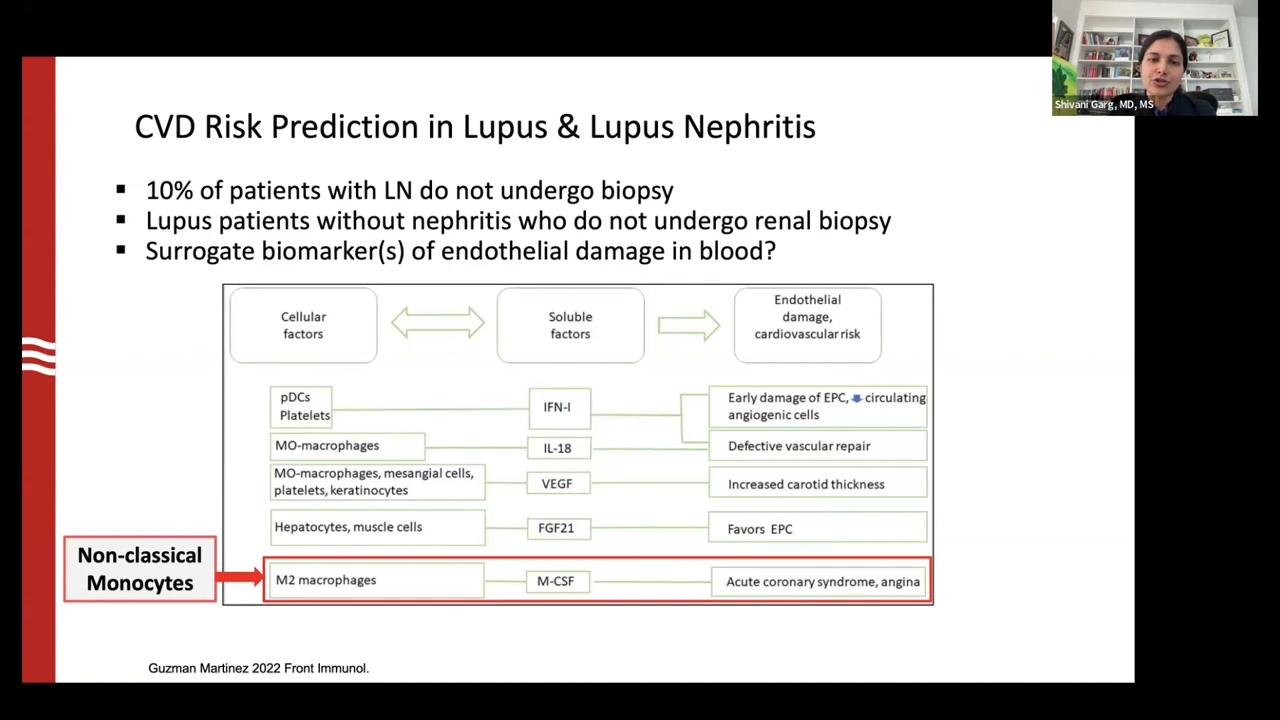 Shivani Garg, MD, MS
CVD Risk Prediction in Lupus & Lupus Nephritis
▪ 10% of patients with LN do not undergo biopsy
▪ Lupus patients without nephritis who do not undergo renal biopsy
▪ Surrogate biomarker(s) of endothelial damage in blood?
Cellular
factors
Soluble
factors
Endothelial
damage,
cardiovascular risk
pDCs
Platelets
IFN-I
Early damage of EPC, circulating
angiogenic cells
MO-macrophages
IL-18
Defective vascular repair
MO-macrophages, mesangial cells,
platelets, keratinocytes
VEGF
Increased carotid thickness
Hepatocytes, muscle cells
FGF21
Favors EPC
Non-classical
Monocytes
M2 macrophages
M-CSF
Acute coronary syndrome, angina
Guzman Martinez 2022 Front Immunol.